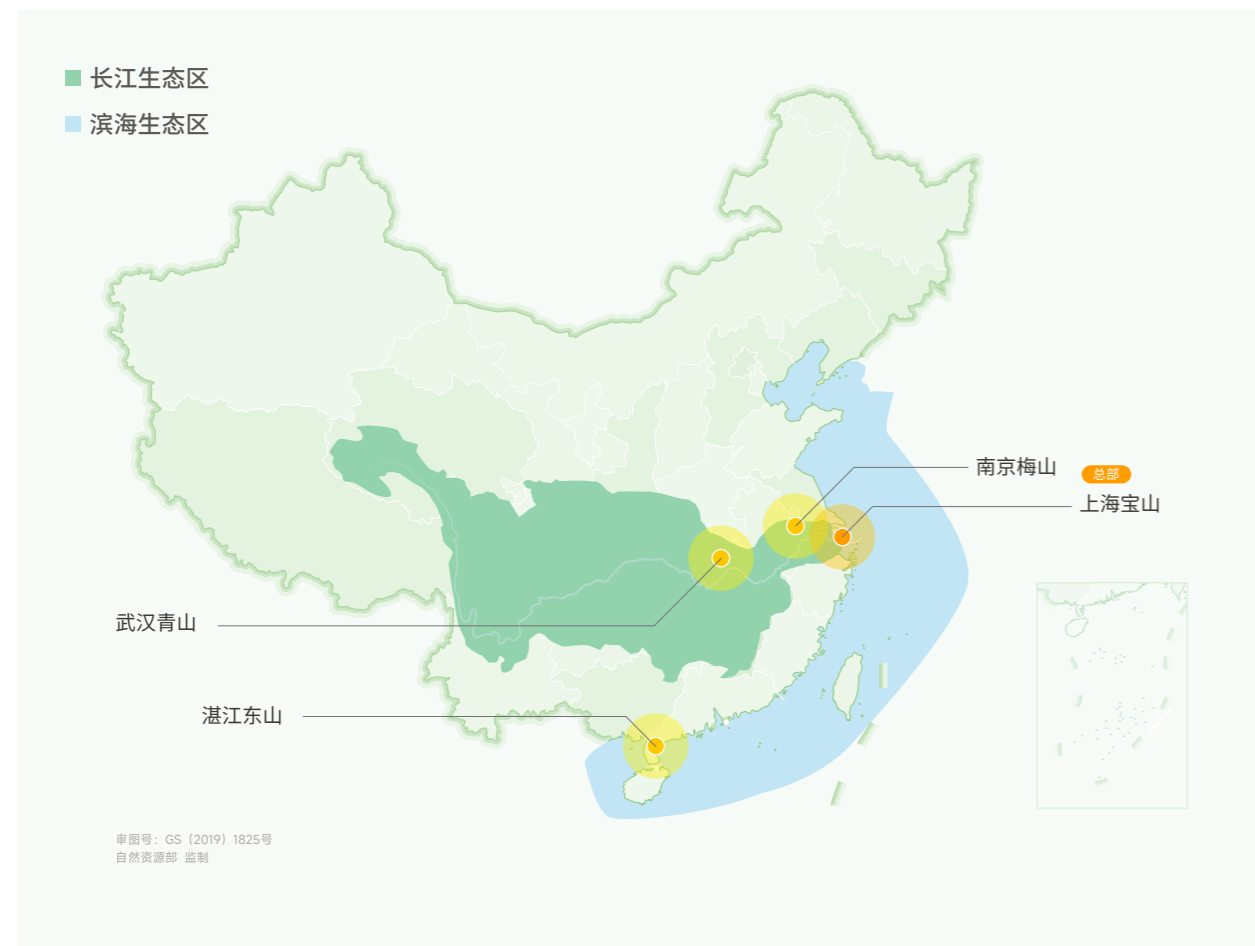 长江生态区
滨海生态区
南京梅山
总部
上海宝山
武汉青山
湛江东山
审图号：GS（2019）1825号
自然资源部 监制